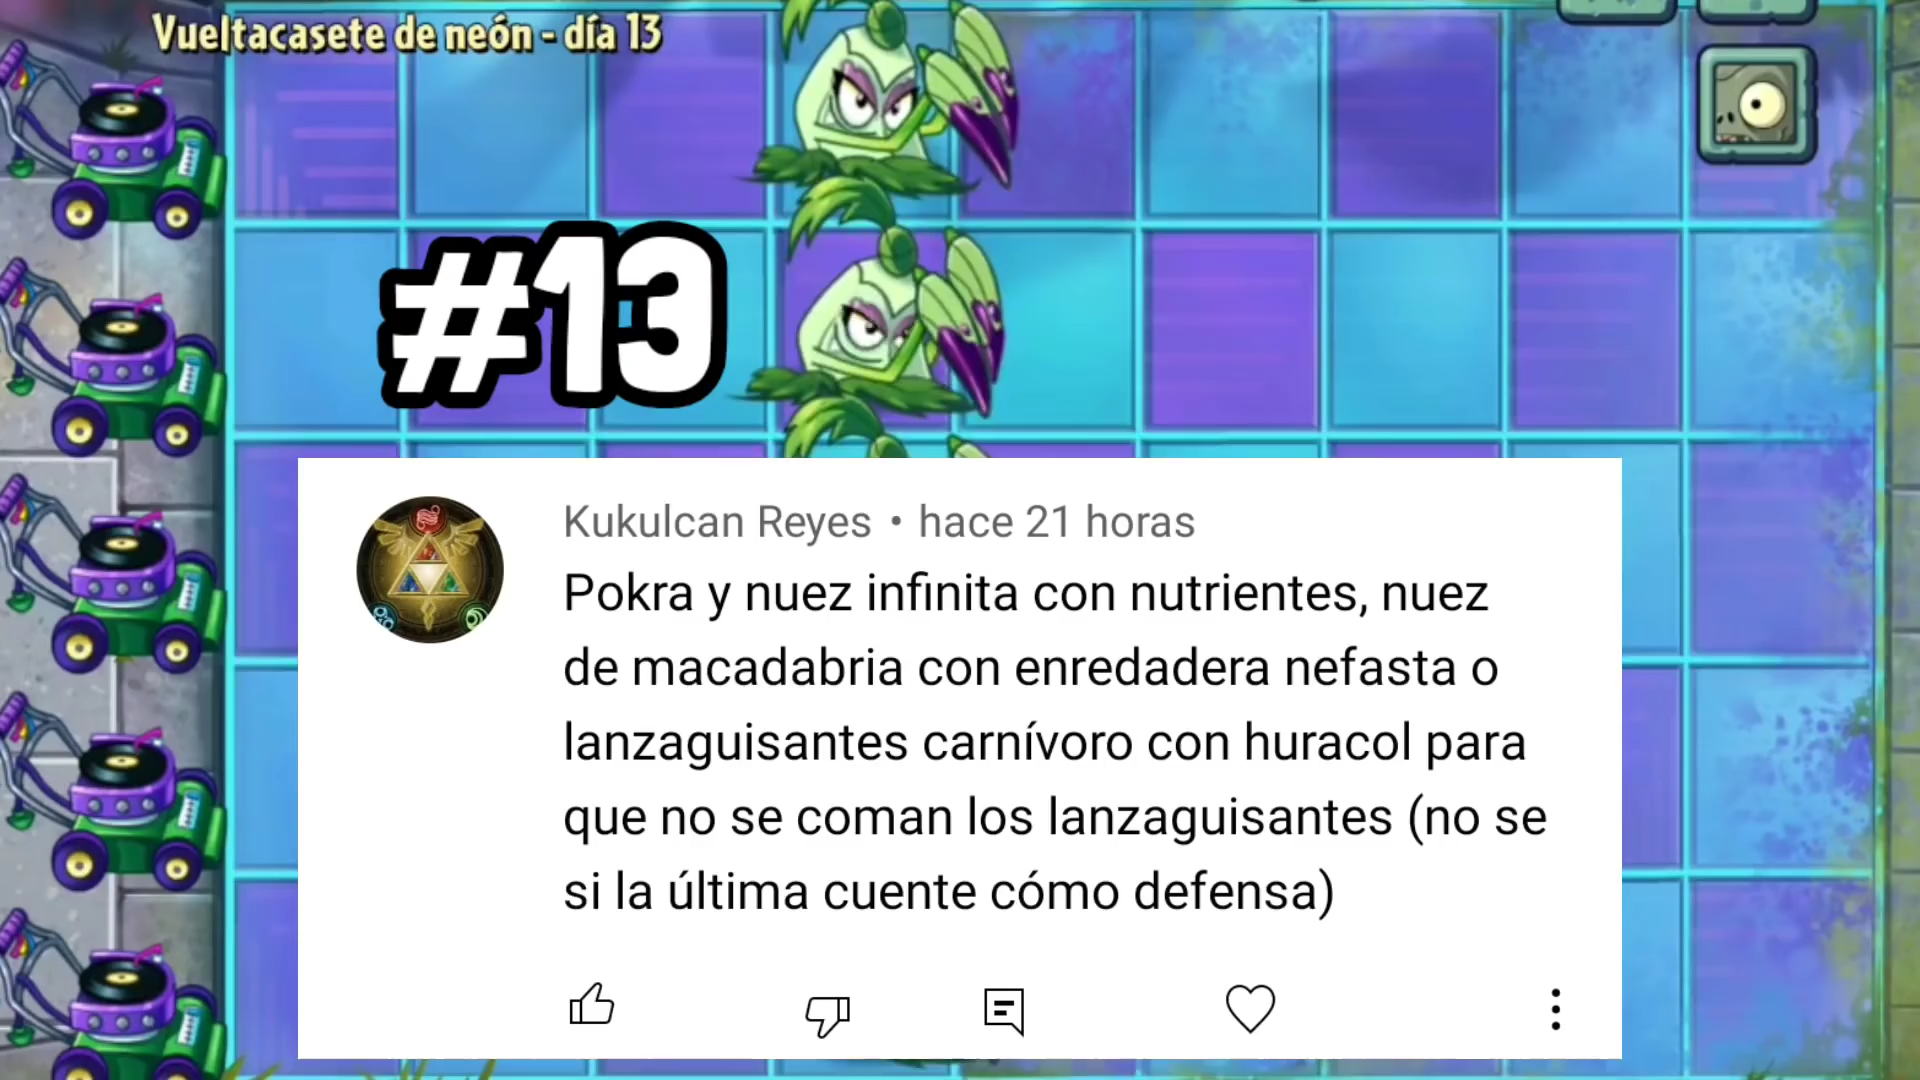 Vueltacasete de neón - día 13
#13
Kukulcan Reyes • hace 21 horas
Pokra y nuez infinita con nutrientes, nuez
de macadabria con enredadera nefasta o
lanzaguisantes carnívoro con huracol para
que no se coman los lanzaguisantes (no se
si la última cuente cómo defensa)